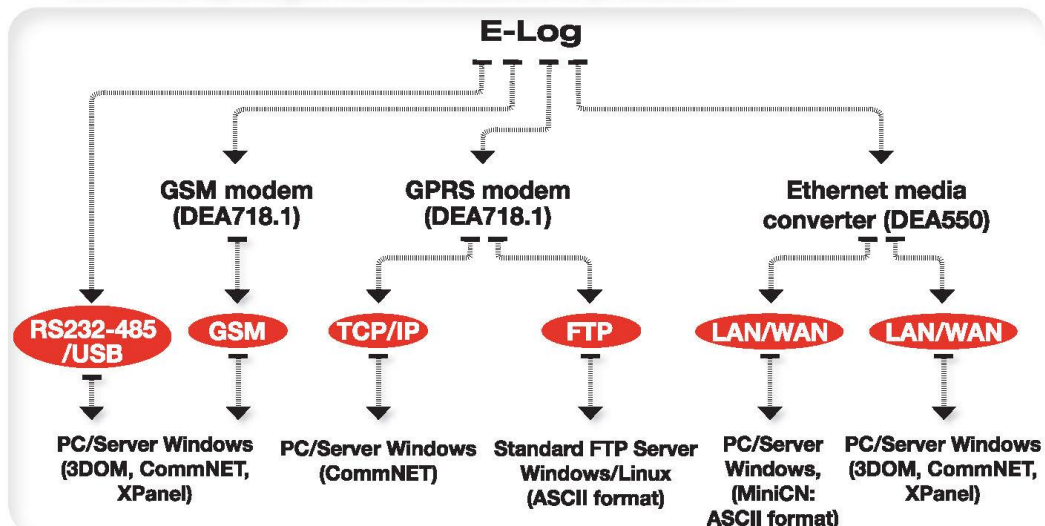 E-Log
GSM modem
(DEA718.1)
GPRS modem
(DEA718.1)
Ethernet media
converter (DEA550)
RS232-485
/USB
GSM
TCP/IP
FTP
LAN/WAN
LAN/WAN
PC/Server Windows
(3DOM, CommNET,
XPanel)
PC/Server Windows
(CommNET)
Standard FTP Server
Windows/Linux
(ASCII format)
PC/Server
Windows,
(MiniCN:
ASCII format)
PC/Server Windows
(3DOM, CommNET,
XPanel)